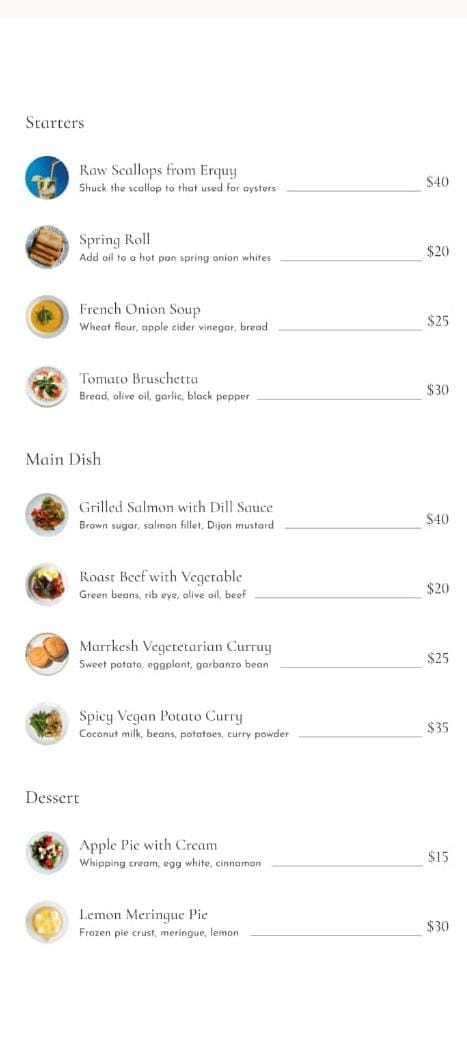 Starters
Raw Scallops from Erquy
Shuck the scallop to that used for oysters
$40
Spring Roll
Add oil to a hot pan spring onion whites
$20
French Onion Soup
Wheat flour, apple cider vinegar, bread
$25
Tomato Bruschetta
Bread, olive oil, garlic, black pepper
$30
Main Dish
Grilled Salmon with Dill Sauce
Brown sugar, salmon fillet, Dijon mustard
$40
Roast Beef with Vegetable
Green beans, rib eye, olive oil, beef
$20
Marrkesh Vegetetarian Curruy
Sweet potato, eggplant, garbanzo bean
$25
Spicy Vegan Potato Curry
Coconut milk, beans, potatoes, curry powder
$35
Dessert
Apple Pie with Cream
Whipping cream, egg white, cinnamon
$15
Lemon Meringue Pie
Frozen pie crust, meringue, lemon
$30